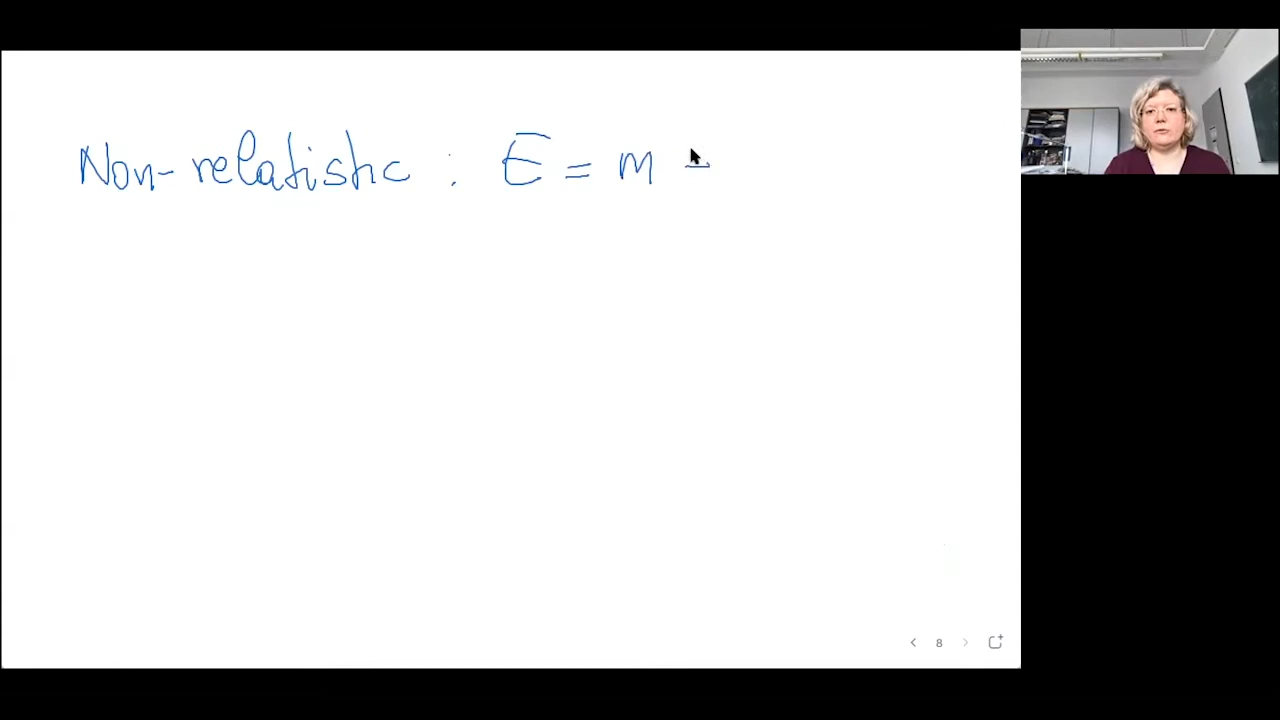 Non-relatistic : E = m -
8